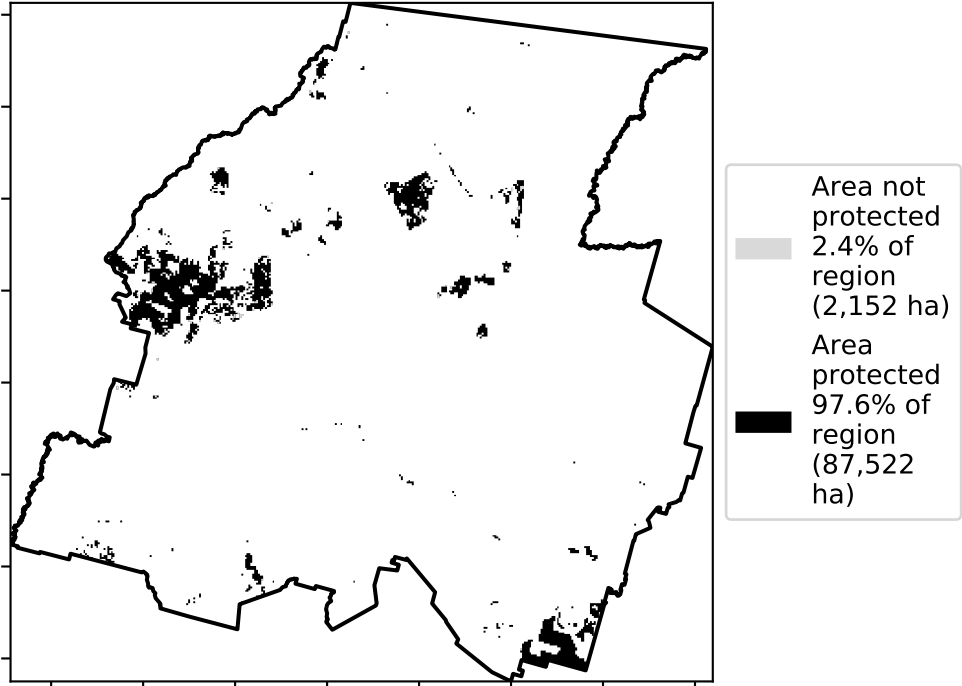 Area not
protected
2.4% of
region
(2,152 ha)
Area
protected
97.6% of
region
(87,522
ha)